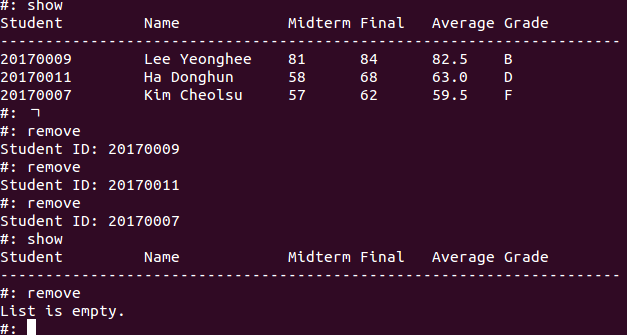 #: show
Student Name Midterm Final Average Grade
---------------------------------------------------------------------
20170009 Lee Yeonghee 81 84 82.5 B
20170011 Ha Donghun 58 68 63.0 D
20170007 Kim Cheolsu 57 62 59.5 F
#: ㄱ
#: remove
Student ID: 20170009
#: remove
Student ID: 20170011
#: remove
Student ID: 20170007
#: show
Student Name Midterm Final Average Grade
---------------------------------------------------------------------
#: remove
List is empty.
#: